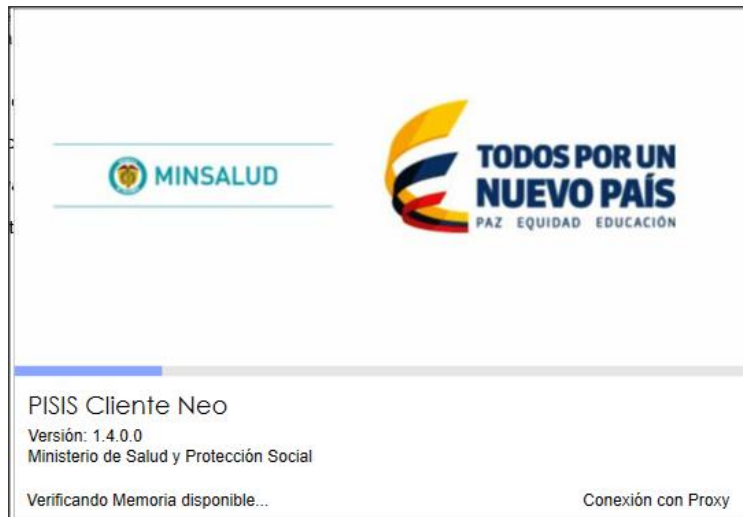 MINSALUD
TODOS POR UN
NUEVO PAÍS
PAZ EQUIDAD EDUCACIÓN
PISIS Cliente Neo
Versión: 1.4.0.0
Ministerio de Salud y Protección Social
Verificando Memoria disponible...
Conexión con Proxy